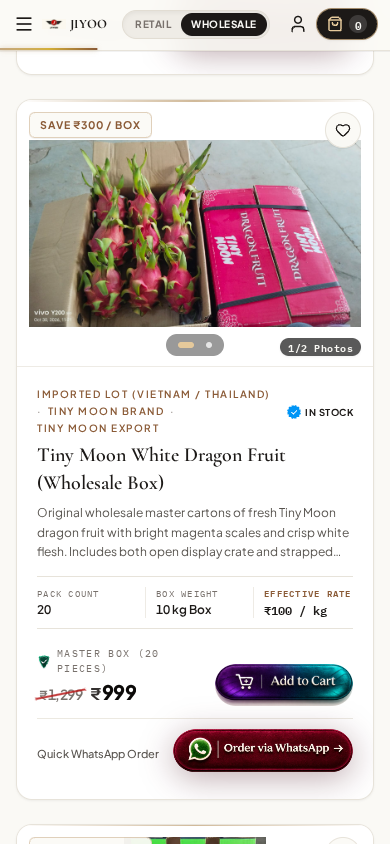 JIYOO
RETAIL
WHOLESALE
0
SAVE ₹300 / BOX
TINY MOON
DRAGON FRUIT
DRAGON FRUIT
TINY MOON
vivo Y200
1/2 Photos
IMPORTED LOT (VIETNAM / THAILAND)
· TINY MOON BRAND ·
TINY MOON EXPORT
IN STOCK
Tiny Moon White Dragon Fruit
(Wholesale Box)
Original wholesale master cartons of fresh Tiny Moon
dragon fruit with bright magenta scales and crisp white
flesh. Includes both open display crate and strapped…
PACK COUNT
20
BOX WEIGHT
10 kg Box
EFFECTIVE RATE
₹100 / kg
MASTER BOX (20
PIECES)
₹1,299 ₹999
Add to Cart
Quick WhatsApp Order
Order via WhatsApp →